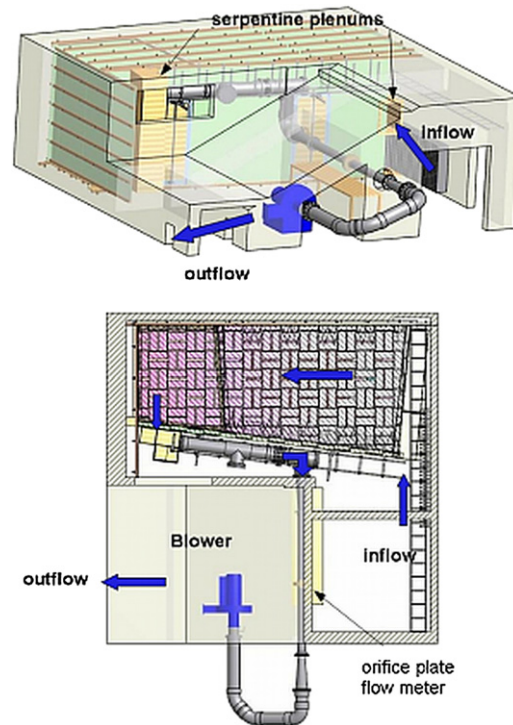 serpentine plenums
Inflow
outflow
Blower
outflow
inflow
orifice plate
flow meter